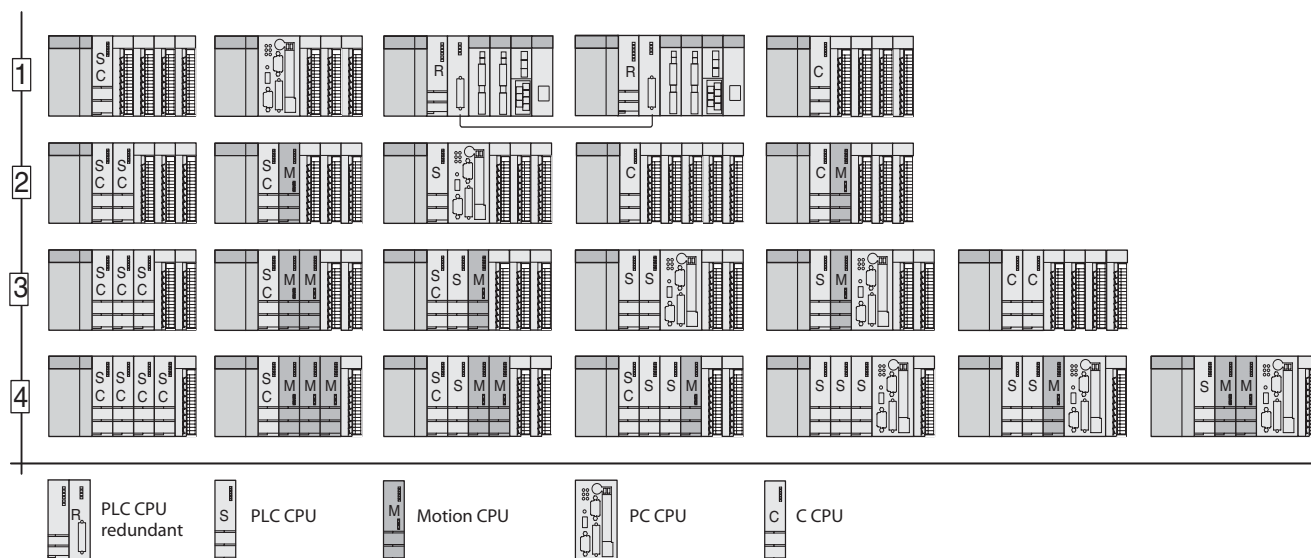 1 S R R C
C
2 S S S M S C C M
C C C
3 S S S S M M S S M S S S M C C
C C C C C
4 S S S S S M M M S S M M S S S M S S S S S M S M M
C C C C C C C
R PLC CPU
redundant
S PLC CPU
M Motion CPU
PC CPU
C C CPU